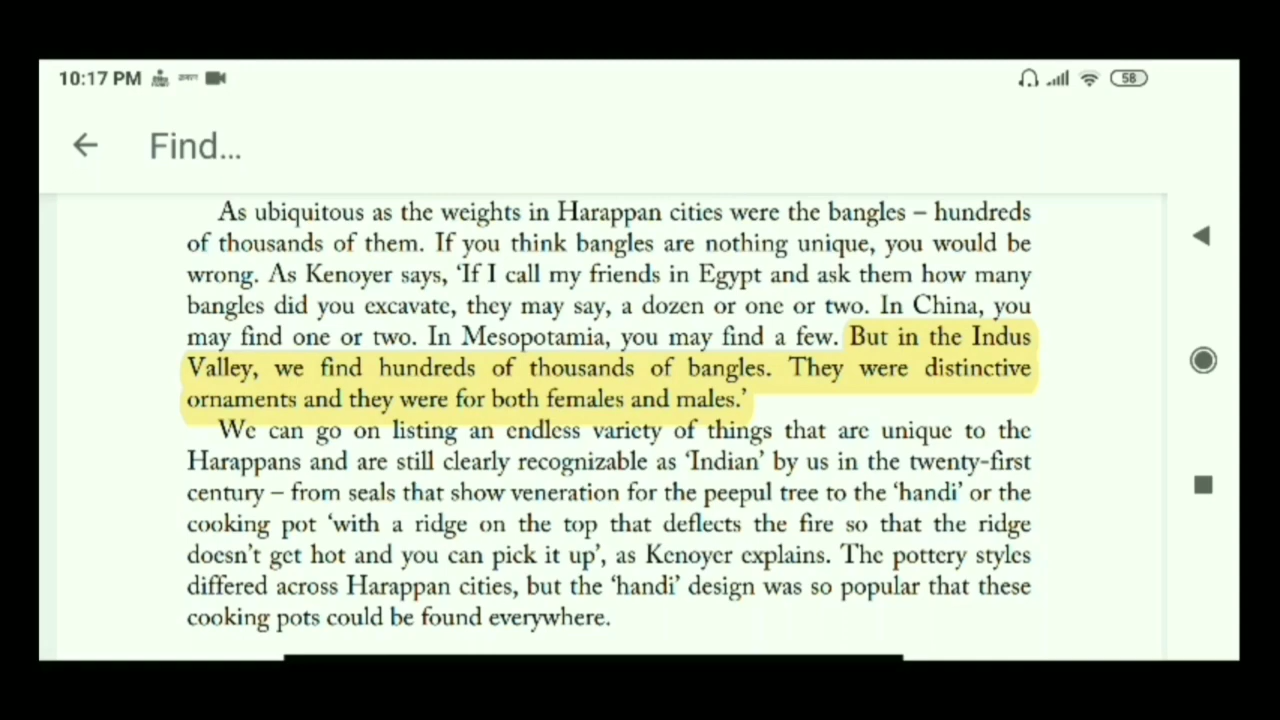 10:17 PM
58
Find...
As ubiquitous as the weights in Harappan cities were the bangles – hundreds
of thousands of them. If you think bangles are nothing unique, you would be
wrong. As Kenoyer says, ‘If I call my friends in Egypt and ask them how many
bangles did you excavate, they may say, a dozen or one or two. In China, you
may find one or two. In Mesopotamia, you may find a few. But in the Indus
Valley, we find hundreds of thousands of bangles. They were distinctive
ornaments and they were for both females and males.’
We can go on listing an endless variety of things that are unique to the
Harappans and are still clearly recognizable as ‘Indian’ by us in the twenty-first
century – from seals that show veneration for the peepul tree to the ‘handi’ or the
cooking pot ‘with a ridge on the top that deflects the fire so that the ridge
doesn’t get hot and you can pick it up’, as Kenoyer explains. The pottery styles
differed across Harappan cities, but the ‘handi’ design was so popular that these
cooking pots could be found everywhere.